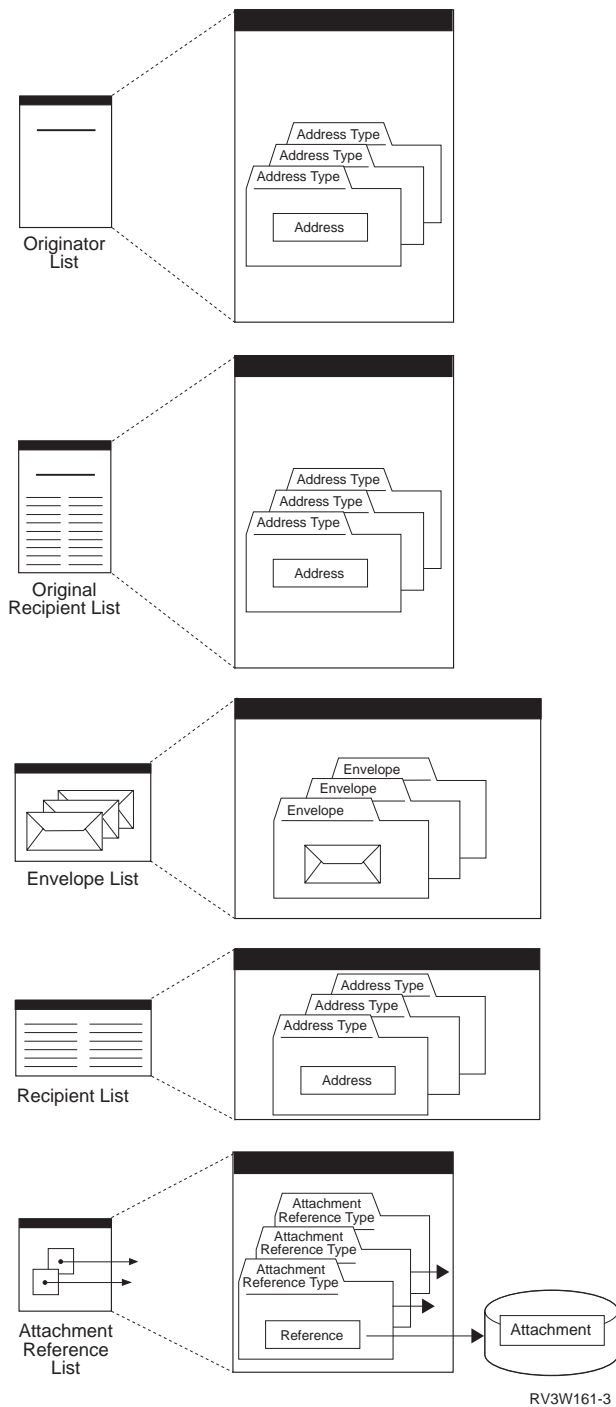 Address Type
Address Type
Address Type
Address
Originator
List
Address Type
Address Type
Address Type
Address
Original
Recipient List
Envelope
Envelope
Envelope
Envelope List
Address Type
Address Type
Address Type
Address
Recipient List
Attachment
Reference Type
Attachment
Reference Type
Attachment
Reference Type
Reference
Attachment
Attachment
Reference
List
RV3W161-3